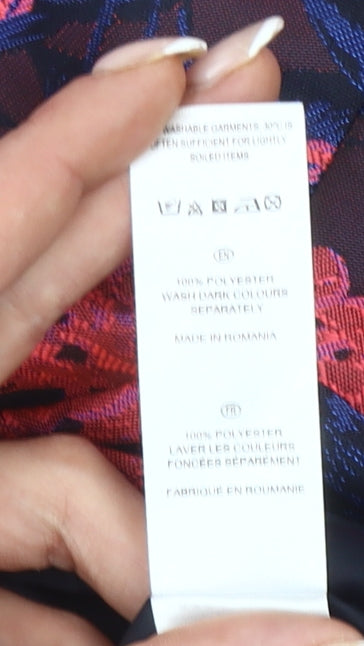 WASHABLE GARMENTS. 30°C IS
OFTEN SUFFICIENT FOR LIGHTLY
SOILED ITEMS
EN
100% POLYESTER
WASH DARK COLOURS
SEPARATELY
MADE IN ROMANIA
FR
100% POLYESTER
LAVER LES COULEURS
FONCÉES SÉPARÉMENT
FABRIQUÉ EN ROUMANIE